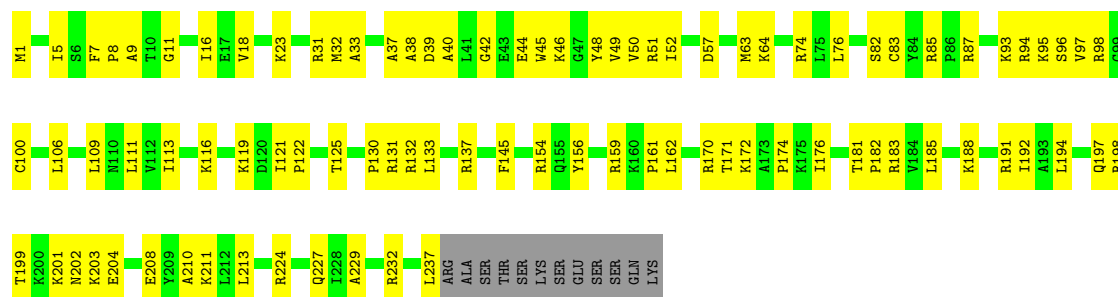 M1 I5 S6 F7 P8 A9 T10 G11 I16 E17 V18 K23 R31 M32 A33 A37 A38 D39 A40 L41 G42 E43 E44 W45 K46 G47 Y48 V49 V50 R51 I52 D57 M63 K64 R74 L75 L76 S82 C83 Y84 R85 P86 R87 K93 R94 K95 S96 V97 R98 G99
C100 L106 L109 N110 L111 V112 I113 K116 K119 D120 I121 P122 T125 P130 R131 R132 L133 R137 F145 R154 Q155 Y156 R159 K160 P161 L162 R170 T171 K172 A173 P174 K175 I176 T181 P182 R183 V184 L185 K188 R191 I192 A193 L194 Q197 R198
T199 K200 K201 N202 K203 E204 E208 Y209 A210 K211 L212 L213 R224 Q227 I228 A229 R232 L237 ARG ALA SER THR SER LYS SER GLU SER SER GLN LYS